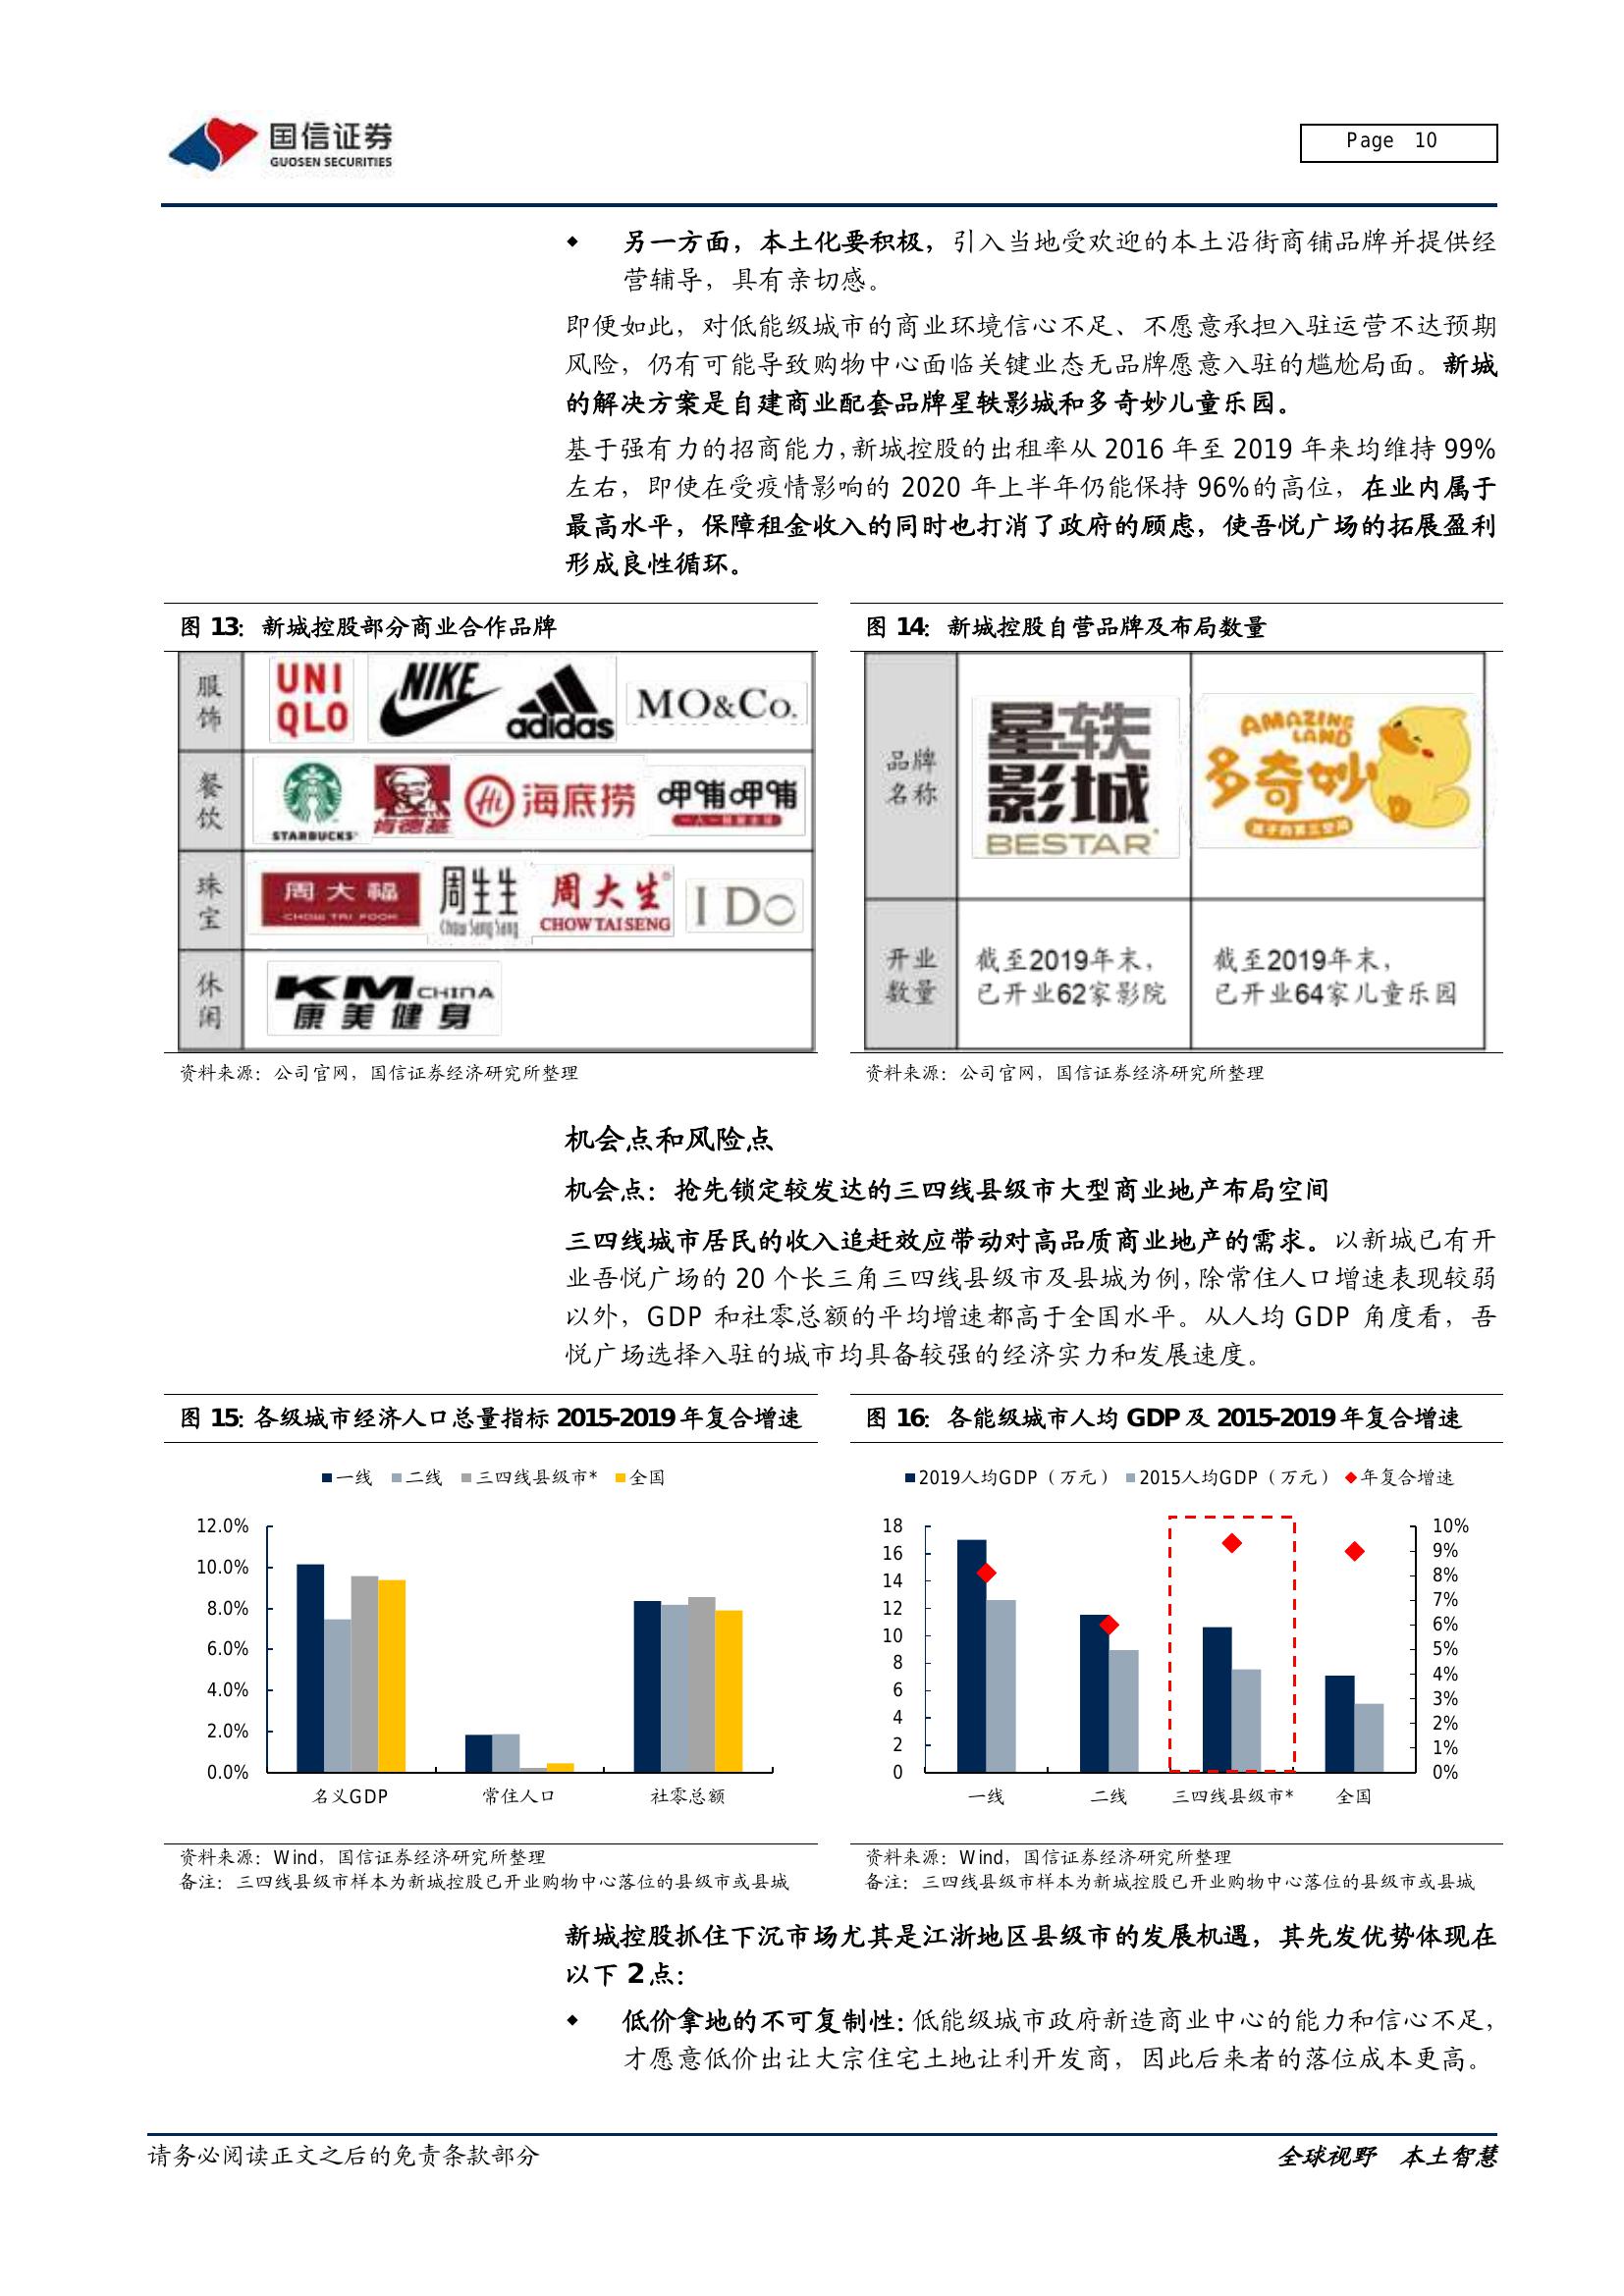 国信证券
GUOSEN SECURITIES
Page 10
◆ 另一方面，本土化要积极，引入当地受欢迎的本土沿街商铺品牌并提供经
营辅导，具有亲切感。
即便如此，对低能级城市的商业环境信心不足、不愿意承担入驻运营不达预期
风险，仍有可能导致购物中心面临关键业态无品牌愿意入驻的尴尬局面。新城
的解决方案是自建商业配套品牌星轶影城和多奇妙儿童乐园。
基于强有力的招商能力，新城控股的出租率从 2016 年至 2019 年来均维持 99%
左右，即使在受疫情影响的 2020 年上半年仍能保持 96%的高位，在业内属于
最高水平，保障租金收入的同时也打消了政府的顾虑，使吾悦广场的拓展盈利
形成良性循环。
图 13：新城控股部分商业合作品牌
服饰
UNI QLO
NIKE
adidas
MO&Co.
餐饮
STARBUCKS
肯德基
Hi 海底捞
呷哺呷哺
珠宝
周大福
CHOW TAI FOOK
周生生
Chow Sang Sang
周大生
CHOW TAI SENG
I Do
休闲
KM CHINA
康美健身
资料来源：公司官网，国信证券经济研究所整理
图 14：新城控股自营品牌及布局数量
品牌名称
星轶影城
BESTAR
AMAZING LAND
多奇妙
孩子的第三空间
开业数量
截至2019年末，
已开业62家影院
截至2019年末，
已开业64家儿童乐园
资料来源：公司官网，国信证券经济研究所整理
机会点和风险点
机会点：抢先锁定较发达的三四线县级市大型商业地产布局空间
三四线城市居民的收入追赶效应带动对高品质商业地产的需求。以新城已有开
业吾悦广场的 20 个长三角三四线县级市及县城为例，除常住人口增速表现较弱
以外，GDP 和社零总额的平均增速都高于全国水平。从人均 GDP 角度看，吾
悦广场选择入驻的城市均具备较强的经济实力和发展速度。
图 15：各级城市经济人口总量指标 2015-2019 年复合增速
一线 二线 三四线县级市* 全国
12.0%
10.0%
8.0%
6.0%
4.0%
2.0%
0.0%
名义GDP 常住人口 社零总额
资料来源：Wind，国信证券经济研究所整理
备注：三四线县级市样本为新城控股已开业购物中心落位的县级市或县城
图 16：各能级城市人均 GDP 及 2015-2019 年复合增速
2019人均GDP（万元） 2015人均GDP（万元） 年复合增速
18
16
14
12
10
8
6
4
2
0
10%
9%
8%
7%
6%
5%
4%
3%
2%
1%
0%
一线 二线 三四线县级市* 全国
资料来源：Wind，国信证券经济研究所整理
备注：三四线县级市样本为新城控股已开业购物中心落位的县级市或县城
新城控股抓住下沉市场尤其是江浙地区县级市的发展机遇，其先发优势体现在
以下 2 点：
◆ 低价拿地的不可复制性：低能级城市政府新造商业中心的能力和信心不足，
才愿意低价出让大宗住宅土地让利开发商，因此后来者的落位成本更高。
请务必阅读正文之后的免责条款部分
全球视野 本土智慧